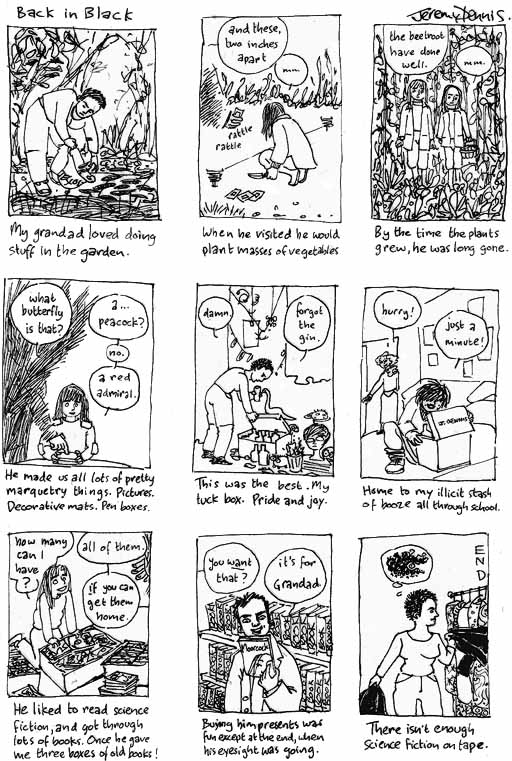 Back in Black
Jeremy Dennis.
My grandad loved doing
stuff in the garden.
and these,
two inches
apart
mm
rattle
rattle
When he visited he would
plant masses of vegetables
the beetroot
have done
well.
mm.
By the time the plants
grew, he was long gone.
what
butterfly
is that?
a...
peacock?
no.
a red
admiral.
He made us all lots of pretty
marquetry things. Pictures.
Decorative mats. Pen boxes.
damn.
forgot
the gin.
This was the best. My
tuck box. Pride and joy.
hurry!
just a
minute!
Home to my illicit stash
of booze all through school.
how many
can I
have
?
all of them.
if you can
get them
home.
He liked to read science
fiction, and got through
lots of books. Once he gave
me three boxes of old books!
you want
that?
it's for
Grandad.
Moorcock
Buying him presents was
fun except at the end, when
his eyesight was going.
END
There isn't enough
science fiction on tape.